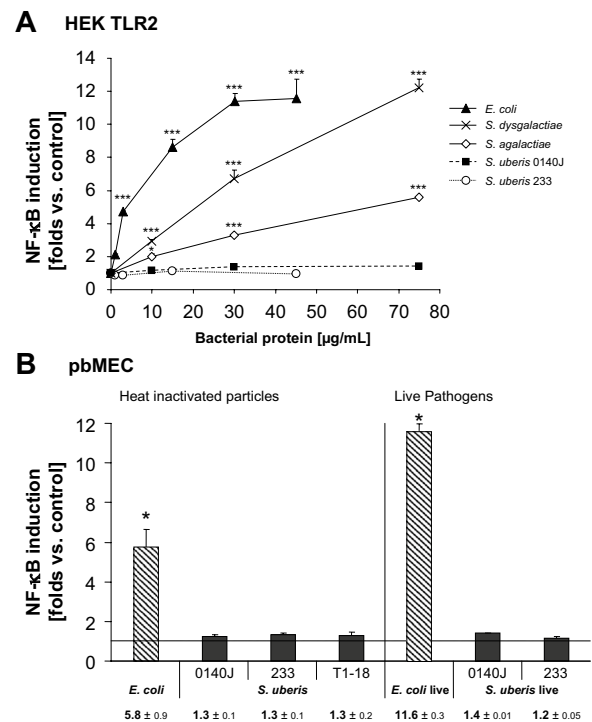 A HEK TLR2
NF-κB induction
[folds vs. control]
14
12
10
8
6
4
2
0
***
***
***
***
***
***
***
***
***
*
***
E. coli
S. dysgalactiae
S. agalactiae
S. uberis 0140J
S. uberis 233
0 10 20 30 40 50 60 70 80
Bacterial protein [µg/mL]
B pbMEC
Heat inactivated particles Live Pathogens
NF-κB induction
[folds vs. control]
12
10
8
6
4
2
0
*
*
0140J 233 T1-18 0140J 233
E. coli S. uberis E. coli live S. uberis live
5.8 ± 0.9 1.3 ± 0.1 1.3 ± 0.1 1.3 ± 0.2 11.6 ± 0.3 1.4 ± 0.01 1.2 ± 0.05